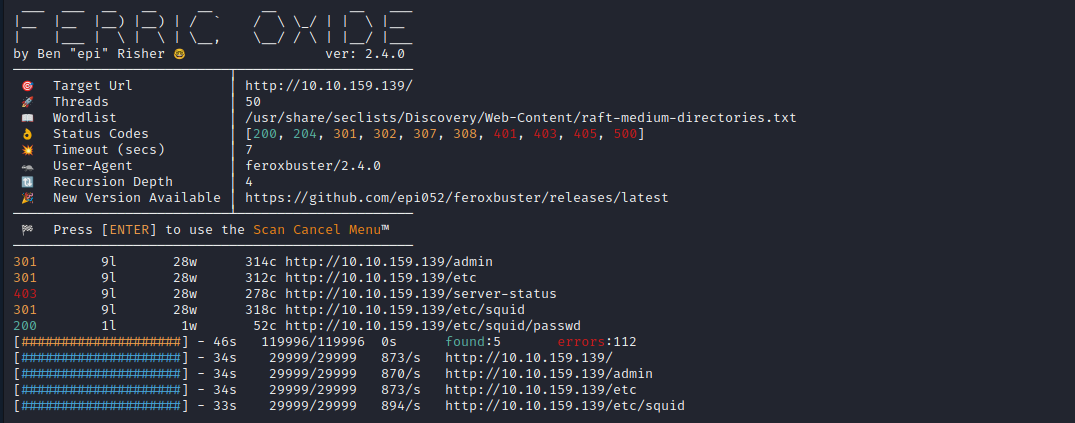 FERRIC OXIDE
by Ben "epi" Risher 🤓 ver: 2.4.0
🎯 Target Url │ http://10.10.159.139/
🚀 Threads │ 50
📖 Wordlist │ /usr/share/seclists/Discovery/Web-Content/raft-medium-directories.txt
👌 Status Codes │ [200, 204, 301, 302, 307, 308, 401, 403, 405, 500]
💥 Timeout (secs) │ 7
🦡 User-Agent │ feroxbuster/2.4.0
🔃 Recursion Depth │ 4
🎉 New Version Available │ https://github.com/epi052/feroxbuster/releases/latest
🏁 Press [ENTER] to use the Scan Cancel Menu™
301 9l 28w 314c http://10.10.159.139/admin
301 9l 28w 312c http://10.10.159.139/etc
403 9l 28w 278c http://10.10.159.139/server-status
301 9l 28w 318c http://10.10.159.139/etc/squid
200 1l 1w 52c http://10.10.159.139/etc/squid/passwd
[####################] - 46s 119996/119996 0s found:5 errors:112
[####################] - 34s 29999/29999 873/s http://10.10.159.139/
[####################] - 34s 29999/29999 870/s http://10.10.159.139/admin
[####################] - 34s 29999/29999 873/s http://10.10.159.139/etc
[####################] - 33s 29999/29999 894/s http://10.10.159.139/etc/squid